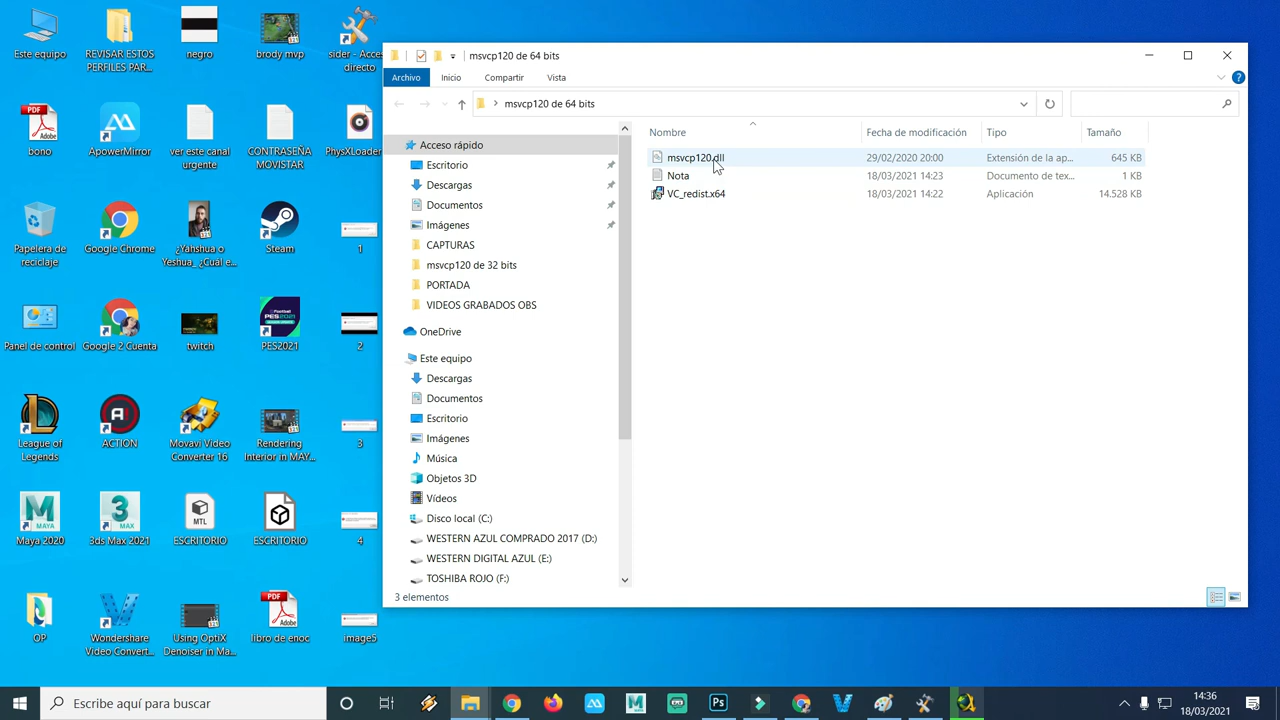 Este equipo
REVISAR ESTOS
PERFILES PAR...
negro
brody mvp
sider - Acces
directo
bono
ApowerMirror
ver este canal
urgente
CONTRASEÑA
MOVISTAR
PhysXLoader
Papelera de
reciclaje
Google Chrome
¿Yahshua o
Yeshua_ ¿Cual e...
Steam
1
Panel de control
Google 2 Cuenta
twitch
PES2021
2
League of
Legends
ACTION
Movavi Video
Converter 16
Rendering
Interior in MAY...
3
Maya 2020
3ds Max 2021
MTL
ESCRITORIO
ESCRITORIO
4
OP
Wondershare
Video Convert...
Using OptiX
Denoiser in Ma...
PDF
Adobe
libro de enoc
image5
msvcp120 de 64 bits
Archivo
Inicio
Compartir
Vista
msvcp120 de 64 bits
Nombre
Fecha de modificación
Tipo
Tamaño
msvcp120.dll
29/02/2020 20:00
Extensión de la ap...
645 KB
Nota
18/03/2021 14:23
Documento de tex...
1 KB
VC_redist.x64
18/03/2021 14:22
Aplicación
14.528 KB
Acceso rápido
Escritorio
Descargas
Documentos
Imágenes
CAPTURAS
msvcp120 de 32 bits
PORTADA
VIDEOS GRABADOS OBS
OneDrive
Este equipo
Descargas
Documentos
Escritorio
Imágenes
Música
Objetos 3D
Vídeos
Disco local (C:)
WESTERN AZUL COMPRADO 2017 (D:)
WESTERN DIGITAL AZUL (E:)
TOSHIBA ROJO (F:)
3 elementos
Escribe aquí para buscar
Ps
14:36
18/03/2021